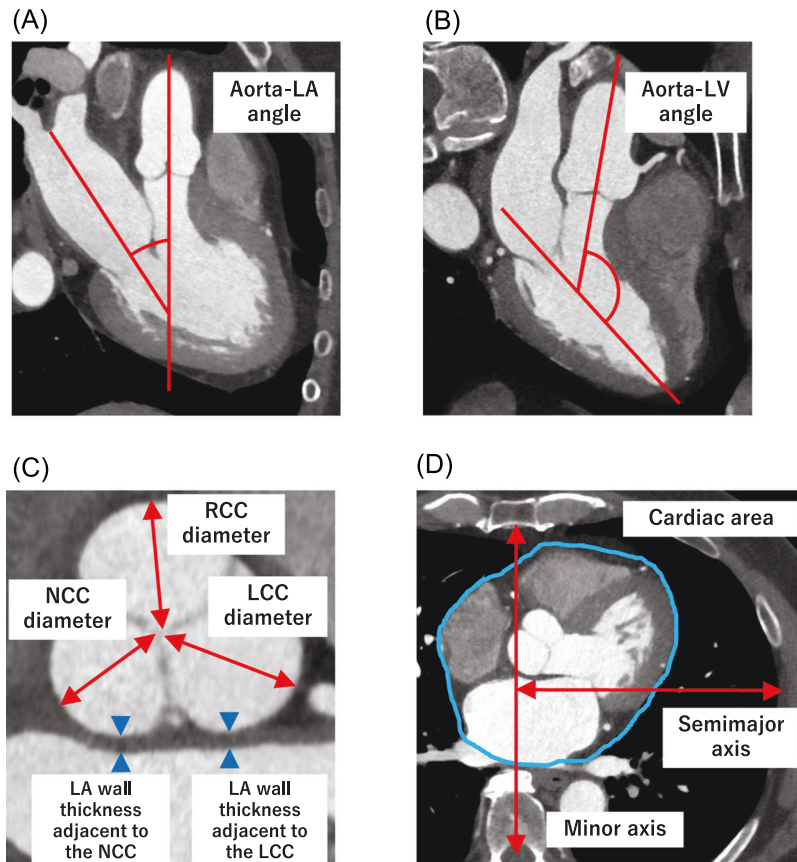 (A)
Aorta-LA
angle
(B)
Aorta-LV
angle
(C)
RCC
diameter
NCC
diameter
LCC
diameter
LA wall
thickness
adjacent to
the NCC
LA wall
thickness
adjacent to
the LCC
(D)
Cardiac area
Semimajor
axis
Minor axis